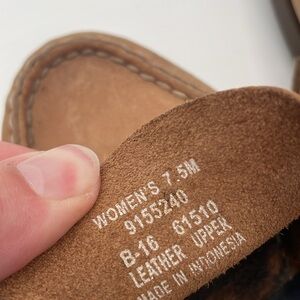 WOMEN'S 7.5M
9155240
B-16 61510
LEATHER UPPER
MADE IN INDONESIA